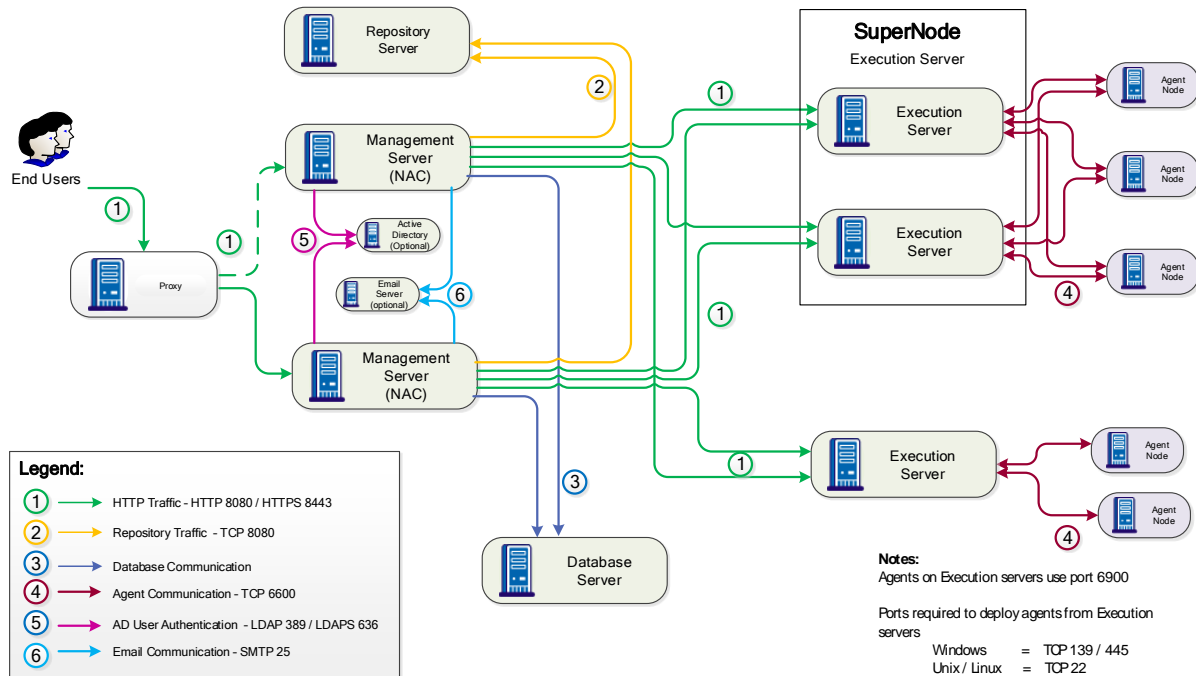 Repository
Server
2
SuperNode
Execution Server
1
Execution
Server
Agent
Node
Agent
Node
Agent
Node
4
End Users
1
1
Management
Server
(NAC)
5
Active
Directory
(Optional)
Email
Server
(optional)
6
Proxy
Execution
Server
1
Management
Server
(NAC)
Execution
Server
1
Agent
Node
Agent
Node
4
3
Database
Server
Legend:
1 HTTP Traffic - HTTP 8080 / HTTPS 8443
2 Repository Traffic - TCP 8080
3 Database Communication
4 Agent Communication - TCP 6600
5 AD User Authentication - LDAP 389 / LDAPS 636
6 Email Communication - SMTP 25
Notes:
Agents on Execution servers use port 6900
Ports required to deploy agents from Execution
servers
Windows = TCP 139 / 445
Unix / Linux = TCP 22